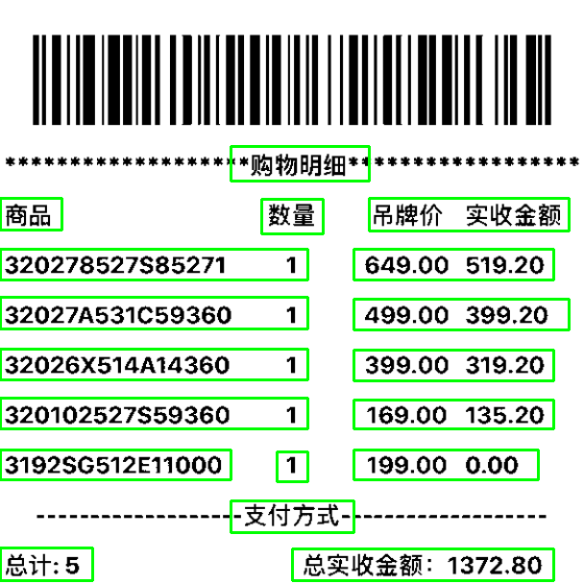 *******************购物明细******************
商品 数量 吊牌价 实收金额
320278527S85271 1 649.00 519.20
32027A531C59360 1 499.00 399.20
32026X514A14360 1 399.00 319.20
320102527S59360 1 169.00 135.20
3192SG512E11000 1 199.00 0.00
------------------支付方式------------------
总计: 5 总实收金额: 1372.80